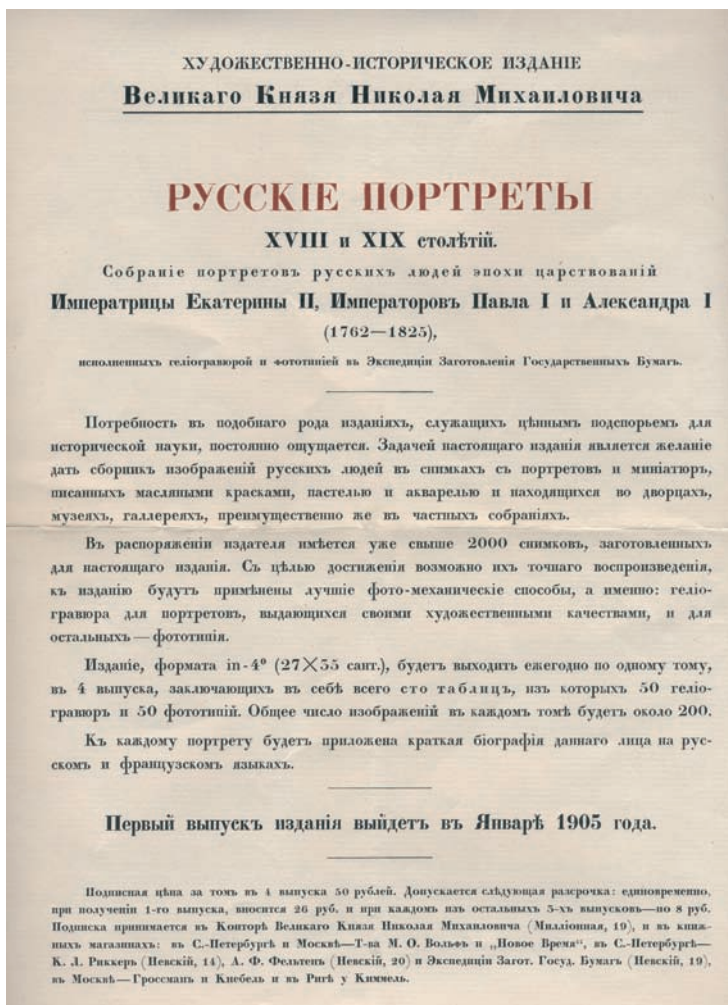 ХУДОЖЕСТВЕННО-ИСТОРИЧЕСКОЕ ИЗДАНІЕ
Великаго Князя Николая Михаиловича
РУССКІЕ ПОРТРЕТЫ
XVIII и XIX столѣтій.
Собраніе портретовъ русскихъ людей эпохи царствованій
Императрицы Екатерины II, Императоровъ Павла I и Александра I
(1762—1825),
исполненныхъ геліогравюрой и фототипіей въ Экспедиціи Заготовленія Государственныхъ Бумагъ.
Потребность въ подобнаго рода изданіяхъ, служащихъ цѣннымъ подспорьемъ для
исторической науки, постоянно ощущается. Задачей настоящаго изданія является желаніе
дать сборникъ изображеній русскихъ людей въ снимкахъ съ портретовъ и миніатюръ,
писанныхъ масляными красками, пастелью и акварелью и находящихся во дворцахъ,
музеяхъ, галлереяхъ, преимущественно же въ частныхъ собраніяхъ.
Въ распоряженіи издателя имѣется уже свыше 2000 снимковъ, заготовленныхъ
для настоящаго изданія. Съ цѣлью достиженія возможно ихъ точнаго воспроизведенія,
къ изданію будутъ примѣнены лучшіе фото-механическіе способы, а именно: геліо-
гравюра для портретовъ, выдающихся своими художественными качествами, и для
остальныхъ — фототипія.
Изданіе, формата in-4° (27×35 сант.), будетъ выходить ежегодно по одному тому,
въ 4 выпуска, заключающихъ въ себѣ всего сто таблицъ, изъ которыхъ 50 геліо-
гравюръ и 50 фототипій. Общее число изображеній въ каждомъ томѣ будетъ около 200.
Къ каждому портрету будетъ приложена краткая біографія даннаго лица на рус-
скомъ и французскомъ языкахъ.
Первый выпускъ изданія выйдетъ въ Январѣ 1905 года.
Подписная цѣна за томъ въ 4 выпуска 50 рублей. Допускается слѣдующая разсрочка: единовременно,
при полученіи 1-го выпуска, вносится 26 руб. и при каждомъ изъ остальныхъ 3-хъ выпусковъ—по 8 руб.
Подписка принимается въ Конторѣ Великаго Князя Николая Михаиловича (Милліонная, 19), и въ книж-
ныхъ магазинахъ: въ С.-Петербургѣ и Москвѣ—Т-ва М. О. Вольфъ и „Новое Время“, въ С.-Петербургѣ—
К. Л. Риккеръ (Невскій, 14), А. Ф. Фельтенъ (Невскій, 20) и Экспедиціи Загот. Госуд. Бумагъ (Невскій, 19),
въ Москвѣ—Гроссманъ и Кнебель и въ Ригѣ у Киммель.